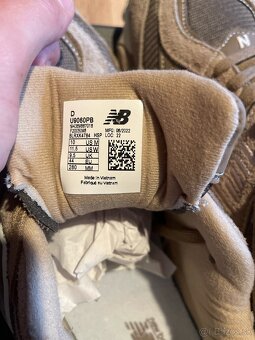 D
U9060PB
10 US M
11.5 US W
9.5 UK
44 EU
280 MM
NB
MFG: 06/2023
LOC: 22
Made in Vietnam
Fabriqué au Vietnam
N